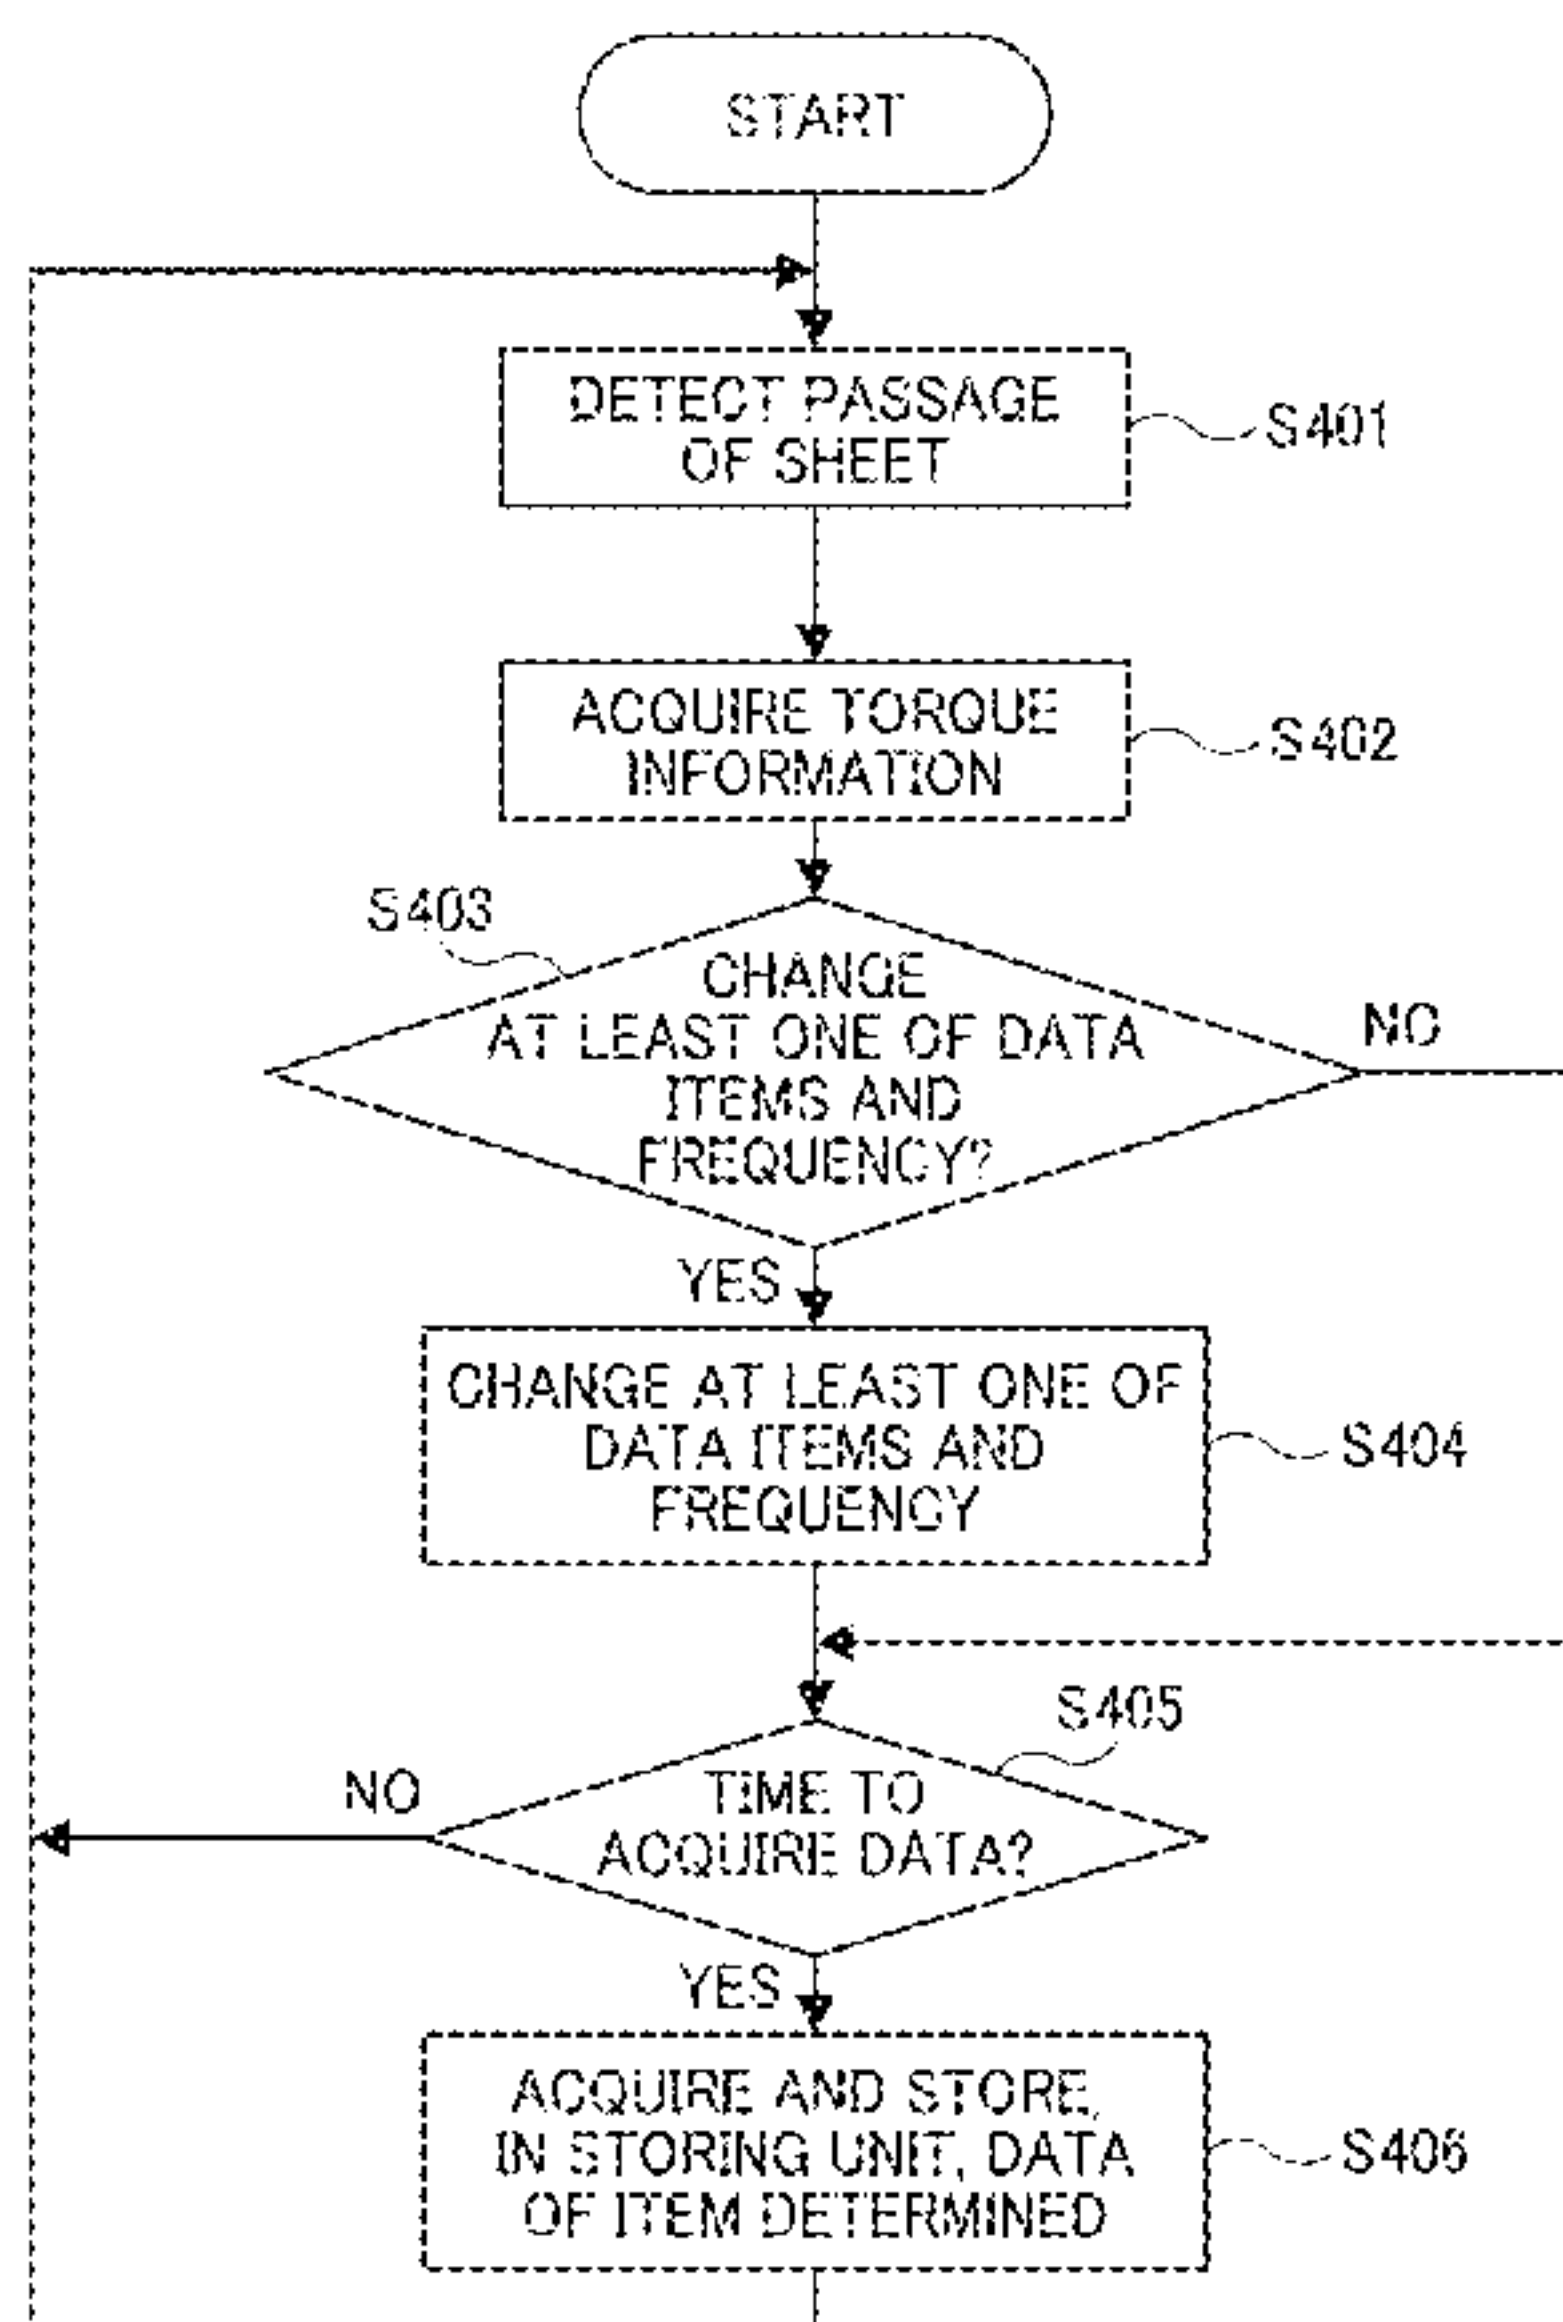 START
DETECT PASSAGE
OF SHEET
S401
ACQUIRE TORQUE
INFORMATION
S402
S403
CHANGE
AT LEAST ONE OF DATA
ITEMS AND
FREQUENCY?
NO
YES
CHANGE AT LEAST ONE OF
DATA ITEMS AND
FREQUENCY
S404
S405
TIME TO
ACQUIRE DATA?
NO
YES
ACQUIRE AND STORE,
IN STORING UNIT, DATA
OF ITEM DETERMINED
S406